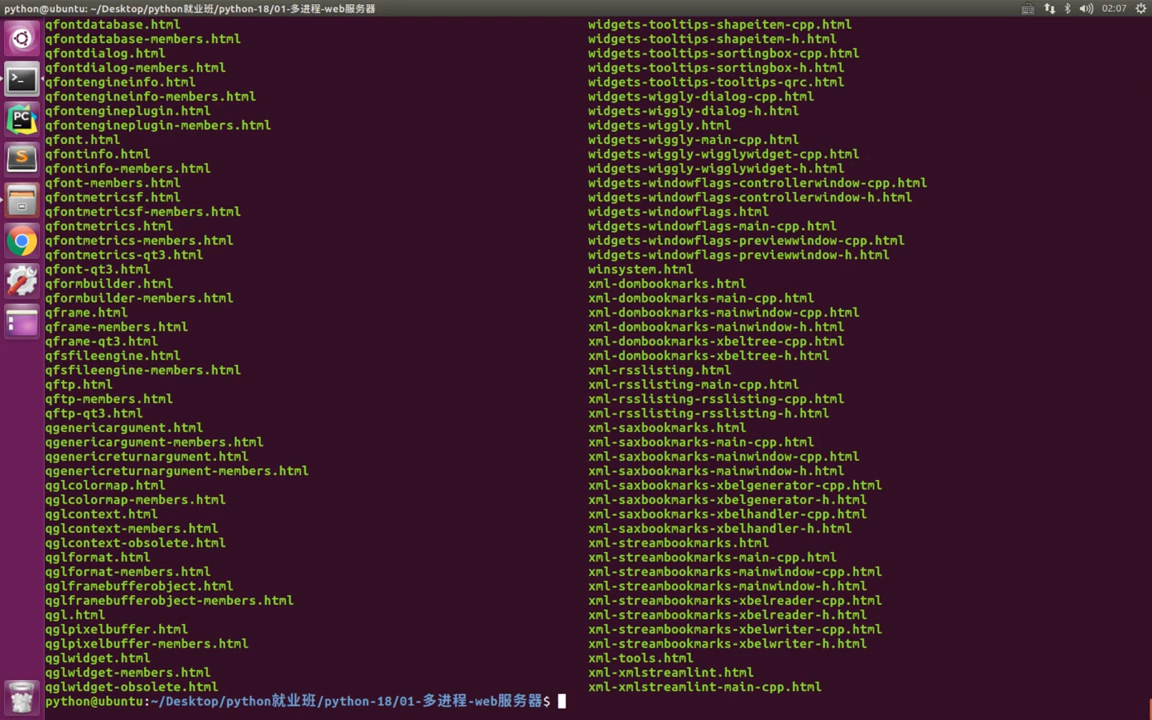 python@ubuntu: ~/Desktop/python就业班/python-18/01-多进程-web服务器
02:07
qfontdatabase.html
qfontdatabase-members.html
qfontdialog.html
qfontdialog-members.html
qfontengineinfo.html
qfontengineinfo-members.html
qfontengineplugin.html
qfontengineplugin-members.html
qfont.html
qfontinfo.html
qfontinfo-members.html
qfont-members.html
qfontmetricsf.html
qfontmetricsf-members.html
qfontmetrics.html
qfontmetrics-members.html
qfontmetrics-qt3.html
qfont-qt3.html
qformbuilder.html
qformbuilder-members.html
qframe.html
qframe-members.html
qframe-qt3.html
qfsfileengine.html
qfsfileengine-members.html
qftp.html
qftp-members.html
qftp-qt3.html
qgenericargument.html
qgenericargument-members.html
qgenericreturnargument.html
qgenericreturnargument-members.html
qglcolormap.html
qglcolormap-members.html
qglcontext.html
qglcontext-members.html
qglcontext-obsolete.html
qglformat.html
qglformat-members.html
qglframebufferobject.html
qglframebufferobject-members.html
qgl.html
qglpixelbuffer.html
qglpixelbuffer-members.html
qglwidget.html
qglwidget-members.html
qglwidget-obsolete.html
widgets-tooltips-shapeitem-cpp.html
widgets-tooltips-shapeitem-h.html
widgets-tooltips-sortingbox-cpp.html
widgets-tooltips-sortingbox-h.html
widgets-tooltips-tooltips-qrc.html
widgets-wiggly-dialog-cpp.html
widgets-wiggly-dialog-h.html
widgets-wiggly.html
widgets-wiggly-main-cpp.html
widgets-wiggly-wigglywidget-cpp.html
widgets-wiggly-wigglywidget-h.html
widgets-windowflags-controllerwindow-cpp.html
widgets-windowflags-controllerwindow-h.html
widgets-windowflags.html
widgets-windowflags-main-cpp.html
widgets-windowflags-previewwindow-cpp.html
widgets-windowflags-previewwindow-h.html
winsystem.html
xml-dombookmarks.html
xml-dombookmarks-main-cpp.html
xml-dombookmarks-mainwindow-cpp.html
xml-dombookmarks-mainwindow-h.html
xml-dombookmarks-xbeltree-cpp.html
xml-dombookmarks-xbeltree-h.html
xml-rsslisting.html
xml-rsslisting-main-cpp.html
xml-rsslisting-rsslisting-cpp.html
xml-rsslisting-rsslisting-h.html
xml-saxbookmarks.html
xml-saxbookmarks-main-cpp.html
xml-saxbookmarks-mainwindow-cpp.html
xml-saxbookmarks-mainwindow-h.html
xml-saxbookmarks-xbelgenerator-cpp.html
xml-saxbookmarks-xbelgenerator-h.html
xml-saxbookmarks-xbelhandler-cpp.html
xml-saxbookmarks-xbelhandler-h.html
xml-streambookmarks.html
xml-streambookmarks-main-cpp.html
xml-streambookmarks-mainwindow-cpp.html
xml-streambookmarks-mainwindow-h.html
xml-streambookmarks-xbelreader-cpp.html
xml-streambookmarks-xbelreader-h.html
xml-streambookmarks-xbelwriter-cpp.html
xml-streambookmarks-xbelwriter-h.html
xml-tools.html
xml-xmlstreamlint.html
xml-xmlstreamlint-main-cpp.html
python@ubuntu:~/Desktop/python就业班/python-18/01-多进程-web服务器$